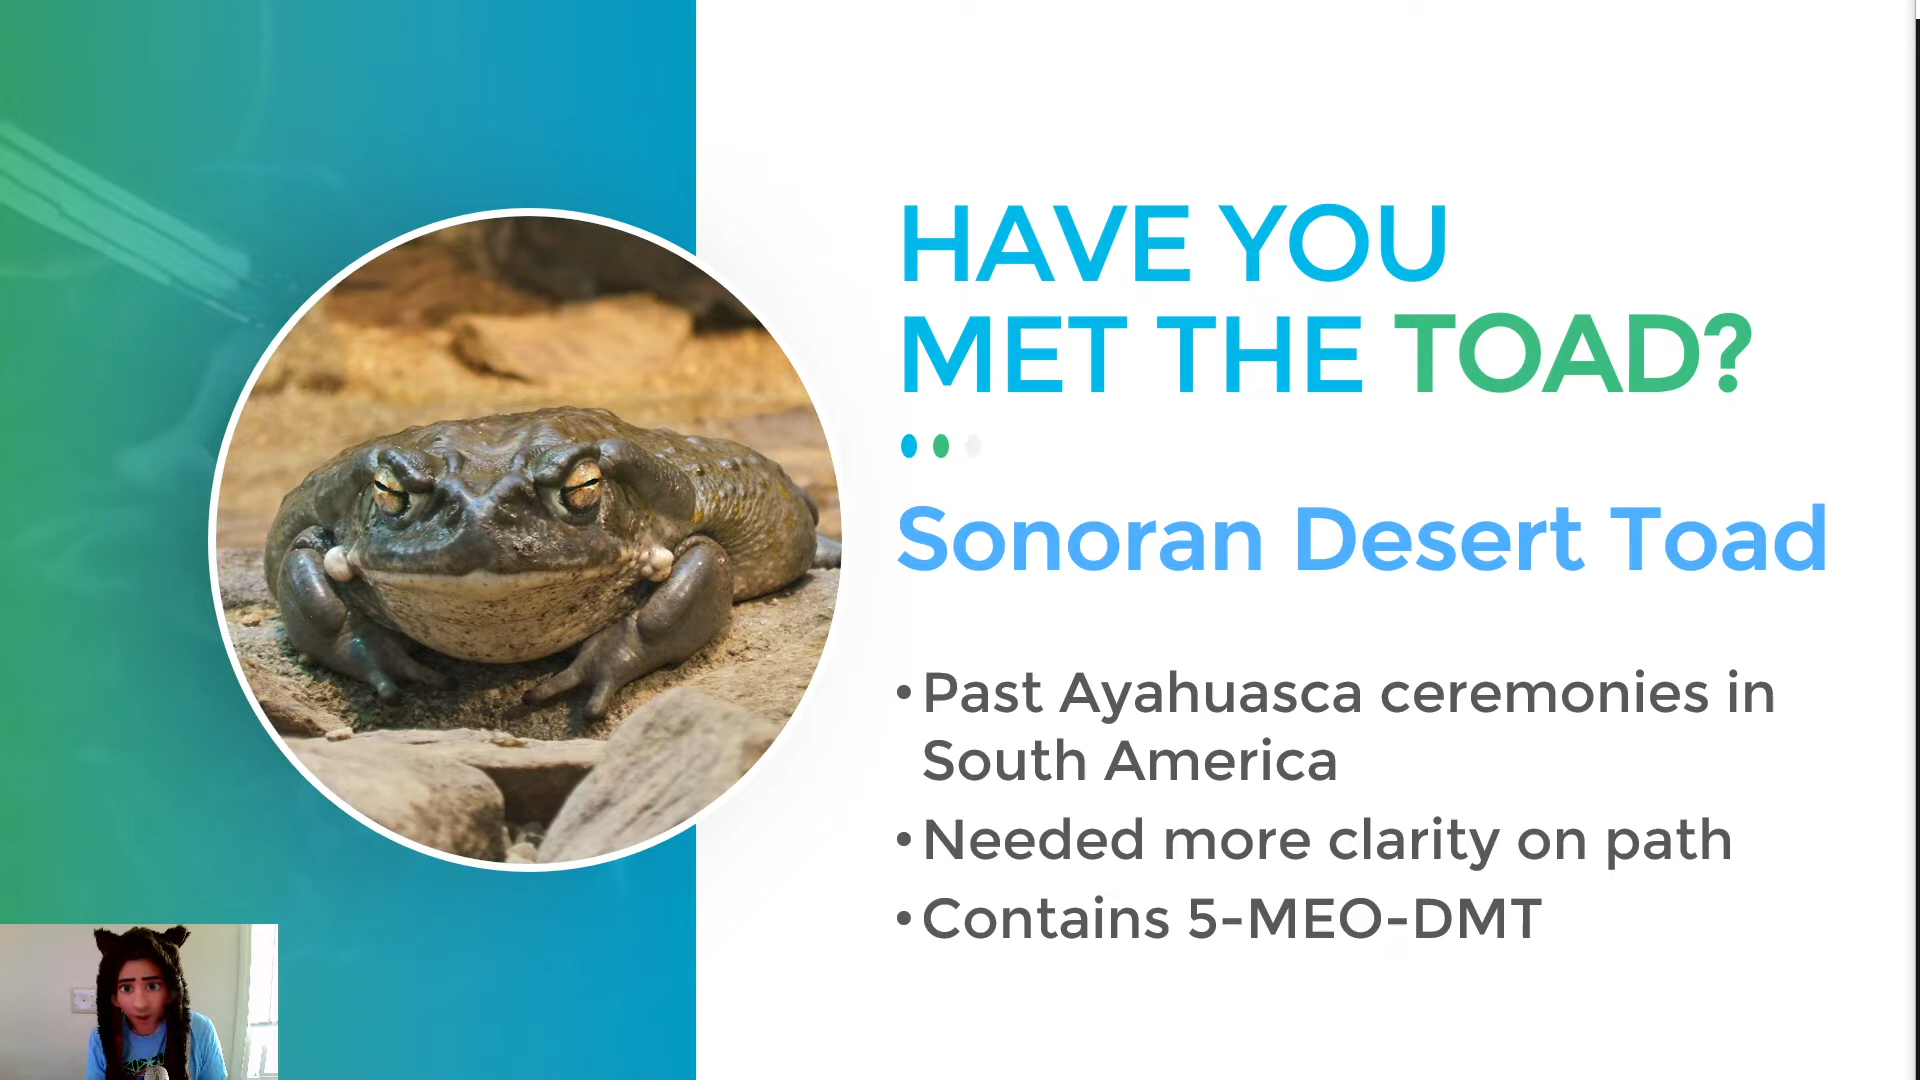 HAVE YOU
MET THE TOAD?
Sonoran Desert Toad
• Past Ayahuasca ceremonies in
South America
• Needed more clarity on path
• Contains 5-MEO-DMT